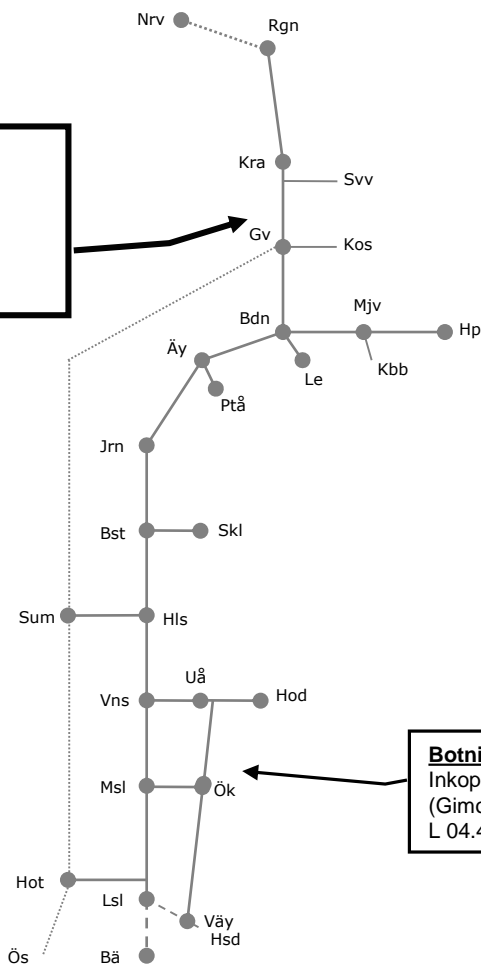 Nrv
Rgn
Kra
Svv
Gv
Kos
Bdn
Mjv
Hp
Äy
Le
Kbb
Ptå
Jrn
Bst
Skl
Sum
Hls
Uå
Vns
Hod
Msl
Ök
Botni
Inkop
(Gimo
L 04.4
Hot
Lsl
Väy
Hsd
Ös
Bä